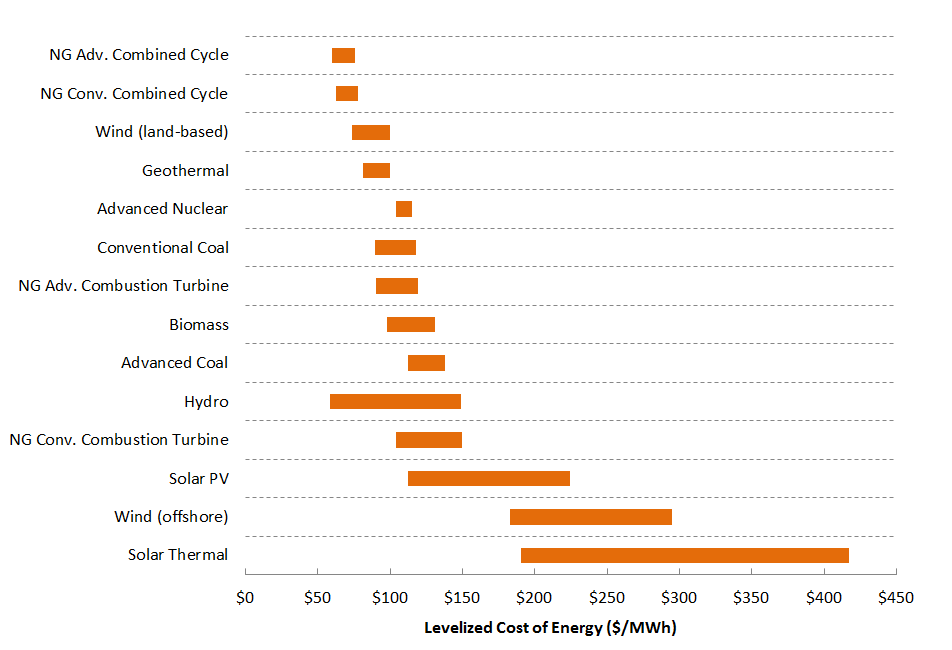 NG Adv. Combined Cycle
NG Conv. Combined Cycle
Wind (land-based)
Geothermal
Advanced Nuclear
Conventional Coal
NG Adv. Combustion Turbine
Biomass
Advanced Coal
Hydro
NG Conv. Combustion Turbine
Solar PV
Wind (offshore)
Solar Thermal
$0 $50 $100 $150 $200 $250 $300 $350 $400 $450
Levelized Cost of Energy ($/MWh)